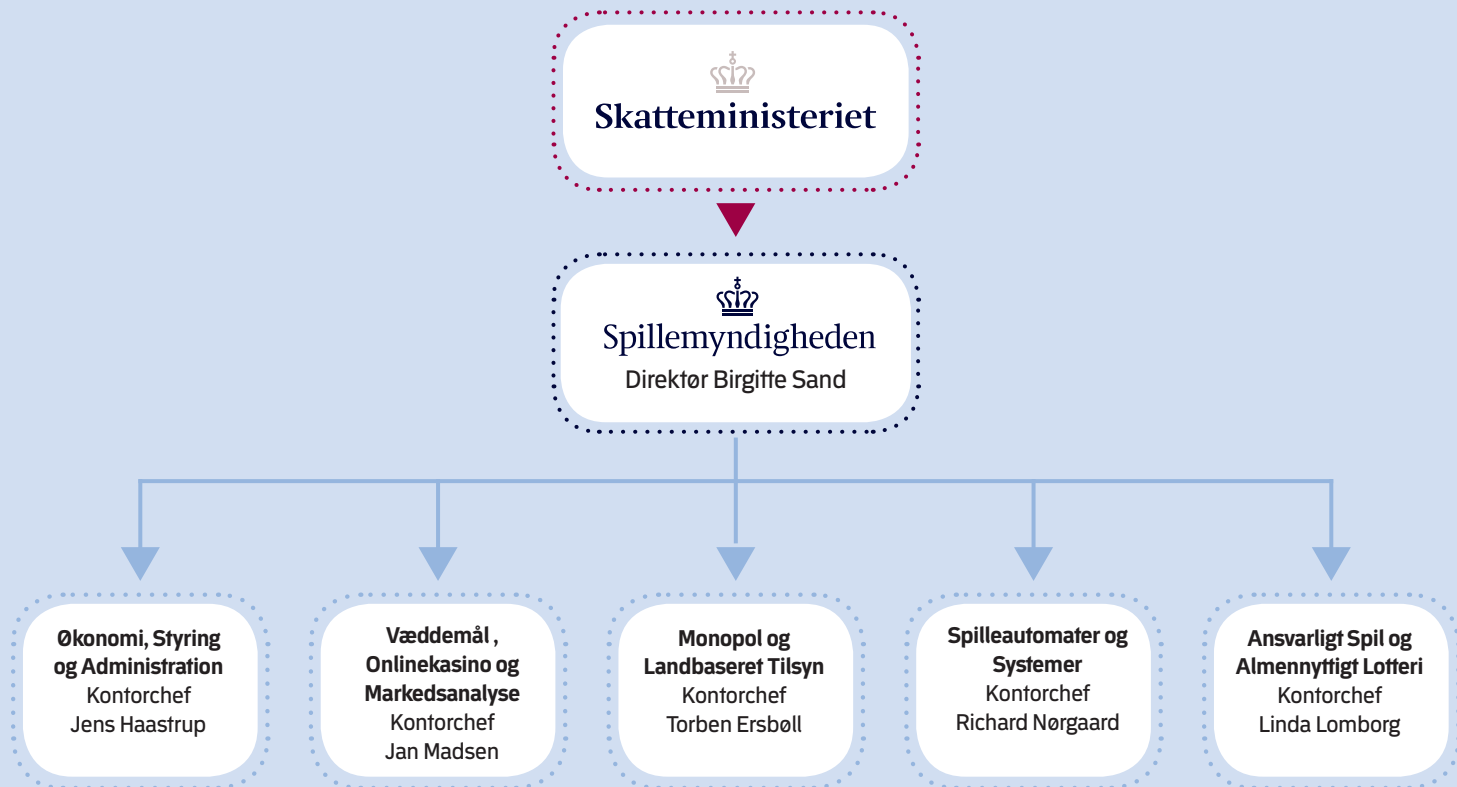 Skatteministeriet
Spillemyndigheden
Direktør Birgitte Sand
Økonomi, Styring
og Administration
Kontorchef
Jens Haastrup
Væddemål ,
Onlinekasino og
Markedsanalyse
Kontorchef
Jan Madsen
Monopol og
Landbaseret Tilsyn
Kontorchef
Torben Ersbøll
Spilleautomater og
Systemer
Kontorchef
Richard Nørgaard
Ansvarligt Spil og
Almennyttigt Lotteri
Kontorchef
Linda Lomborg